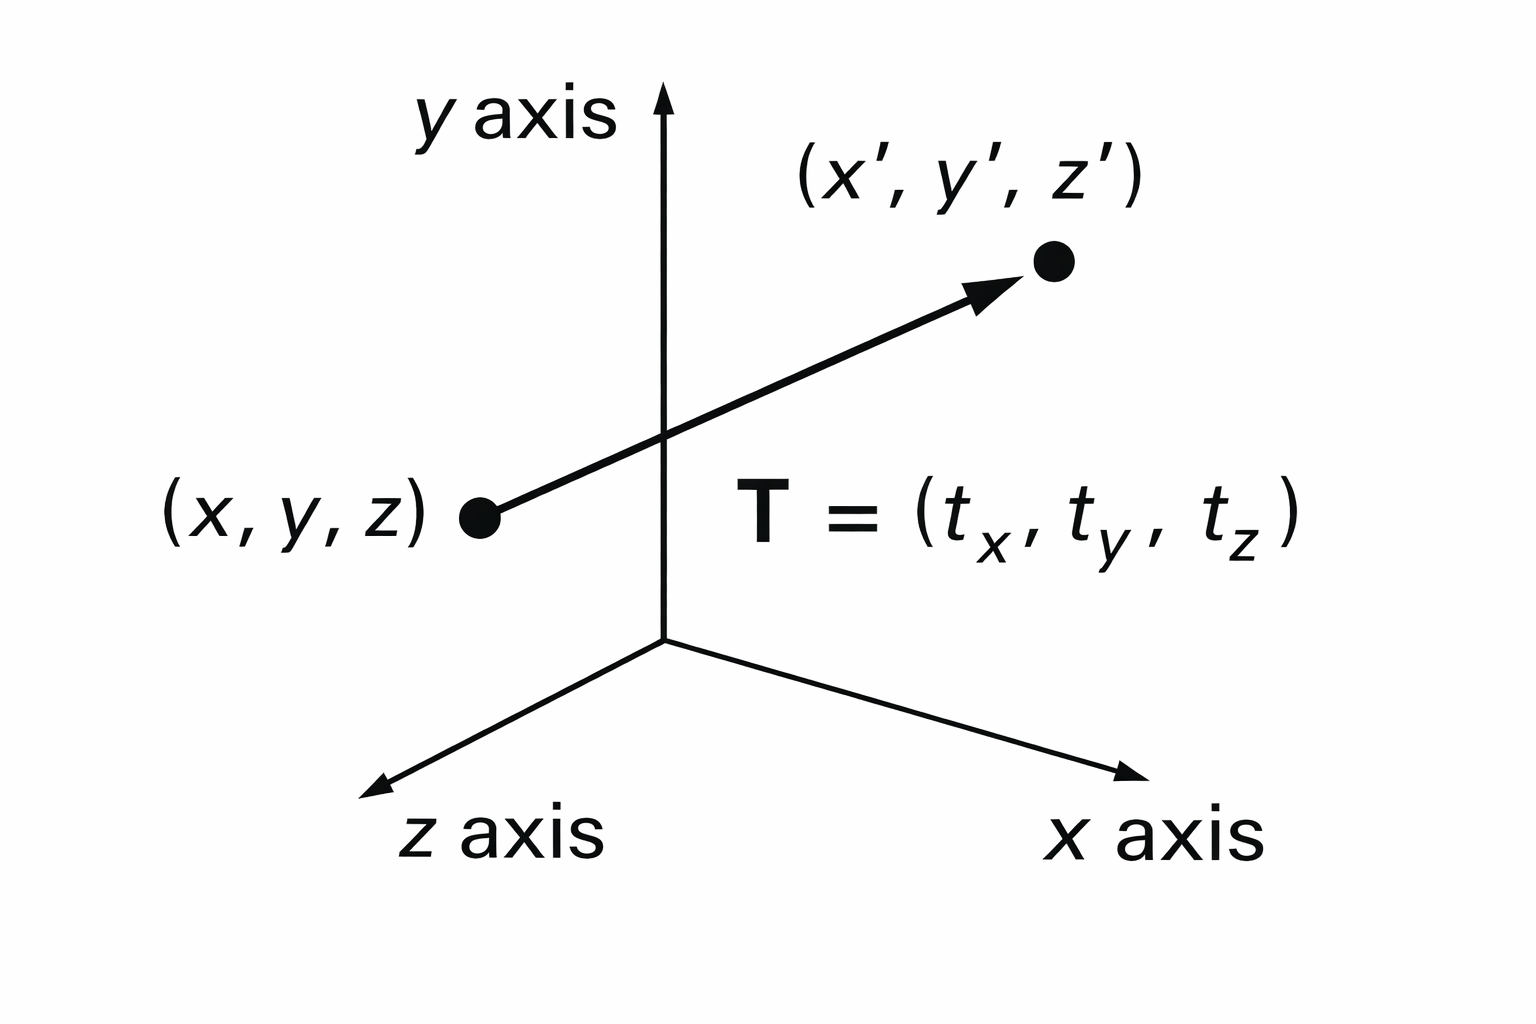 y axis
(x′, y′, z′)
(x, y, z)
T = (tx, ty, tz)
z axis
x axis